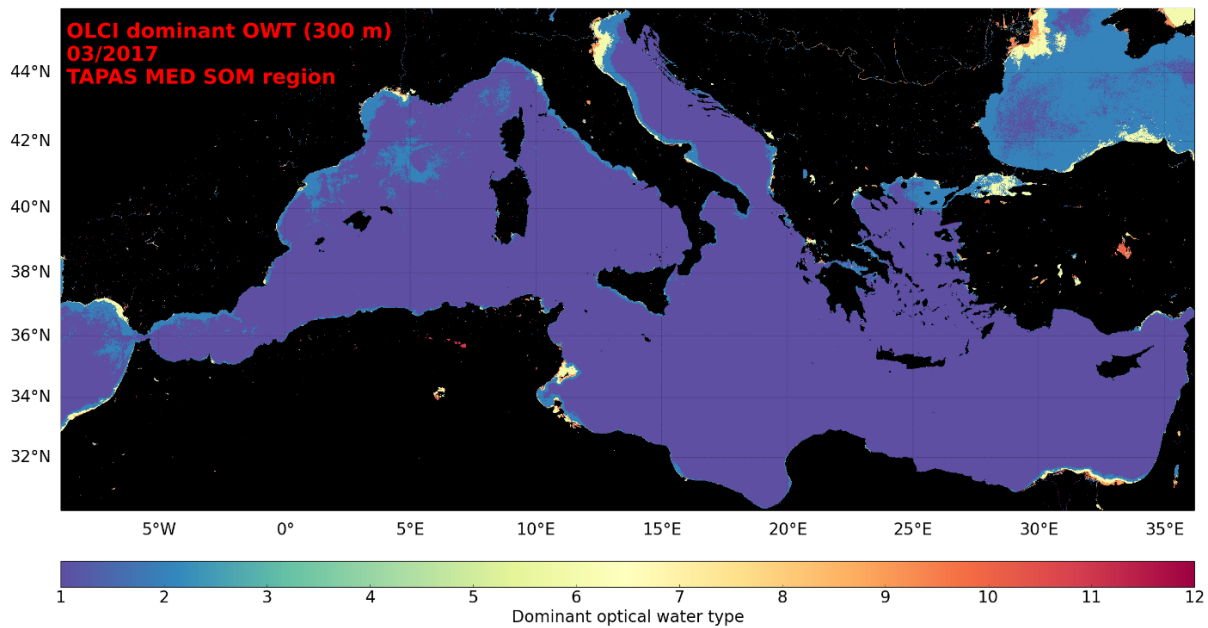 OLCI dominant OWT (300 m)
03/2017
TAPAS MED SOM region
44°N
42°N
40°N
38°N
36°N
34°N
32°N
5°W 0° 5°E 10°E 15°E 20°E 25°E 30°E 35°E
1 2 3 4 5 6 7 8 9 10 11 12
Dominant optical water type